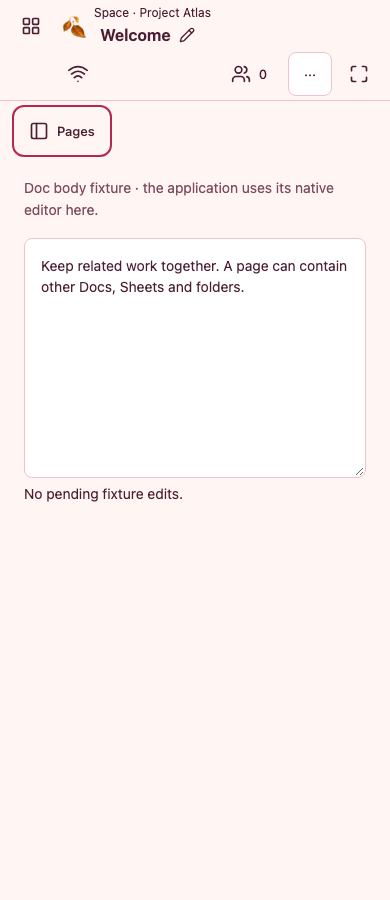 Space · Project Atlas
Welcome
0
...
Pages
Doc body fixture · the application uses its native
editor here.
Keep related work together. A page can contain
other Docs, Sheets and folders.
No pending fixture edits.